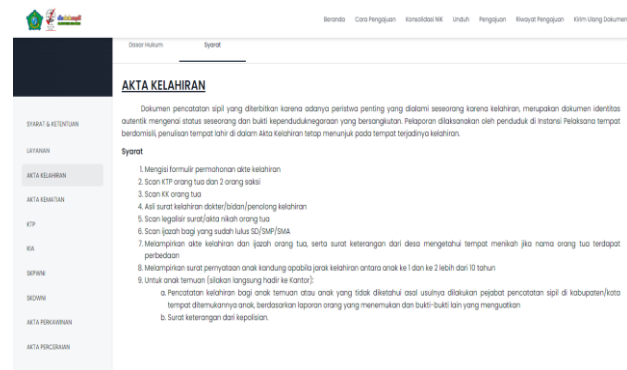 Beranda Cara Pengajuan Konsolidasi NIK Unduh Pengajuan Riwayat Pengajuan Kirim Ulang Dokumen
Dasar Hukum Syarat
AKTA KELAHIRAN
Dokumen pencatatan sipil yang diterbitkan karena adanya peristwa penting yang dialami seseorang karena kelahiran, merupakan dokumen identitas
autentik mengenai status seseorang dan bukti kependuduknegaraan yang bersangkutan. Pelaporan dilaksanakan oleh penduduk di Instansi Pelaksana tempat
berdomisili, penulisan tempat lahir di dalam Akta Kelahiran tetap menunjuk pada tempat terjadinya kelahiran.
Syarat
1. Mengisi formulir permohonan akte kelahiran
2. Scan KTP orang tua dan 2 orang saksi
3. Scan KK orang tua
4. Asli surat kelahiran dokter/bidan/penolong kelahiran
5. Scan legalisir surat/akta nikah orang tua
6. Scan ijazah bagi yang sudah lulus SD/SMP/SMA
7. Melampirkan akte kelahiran dan ijazah orang tua, serta surat keterangan dari desa mengetahui tempat menikah jika nama orang tua terdapat
perbedaan
8. Melampirkan surat pernyataan anak kandung apabila jarak kelahiran antara anak ke 1 dan ke 2 lebih dari 10 tahun
9. Untuk anak temuan (silakan langsung hadir ke Kantor):
a. Pencatatan kelahiran bagi anak temuan atau anak yang tidak diketahui asal usulnya dilakukan pejabat pencatatan sipil di kabupaten/kota
tempat ditemukannya anak, berdasarkan laporan orang yang menemukan dan bukti-bukti lain yang menguatkan
b. Surat keterangan dari kepolisian.
SYARAT & KETENTUAN
LAYANAN
AKTA KELAHIRAN
AKTA KEMATIAN
KTP
KIA
SKPWNI
SKDWNI
AKTA PERKAWINAN
AKTA PERCERAIAN